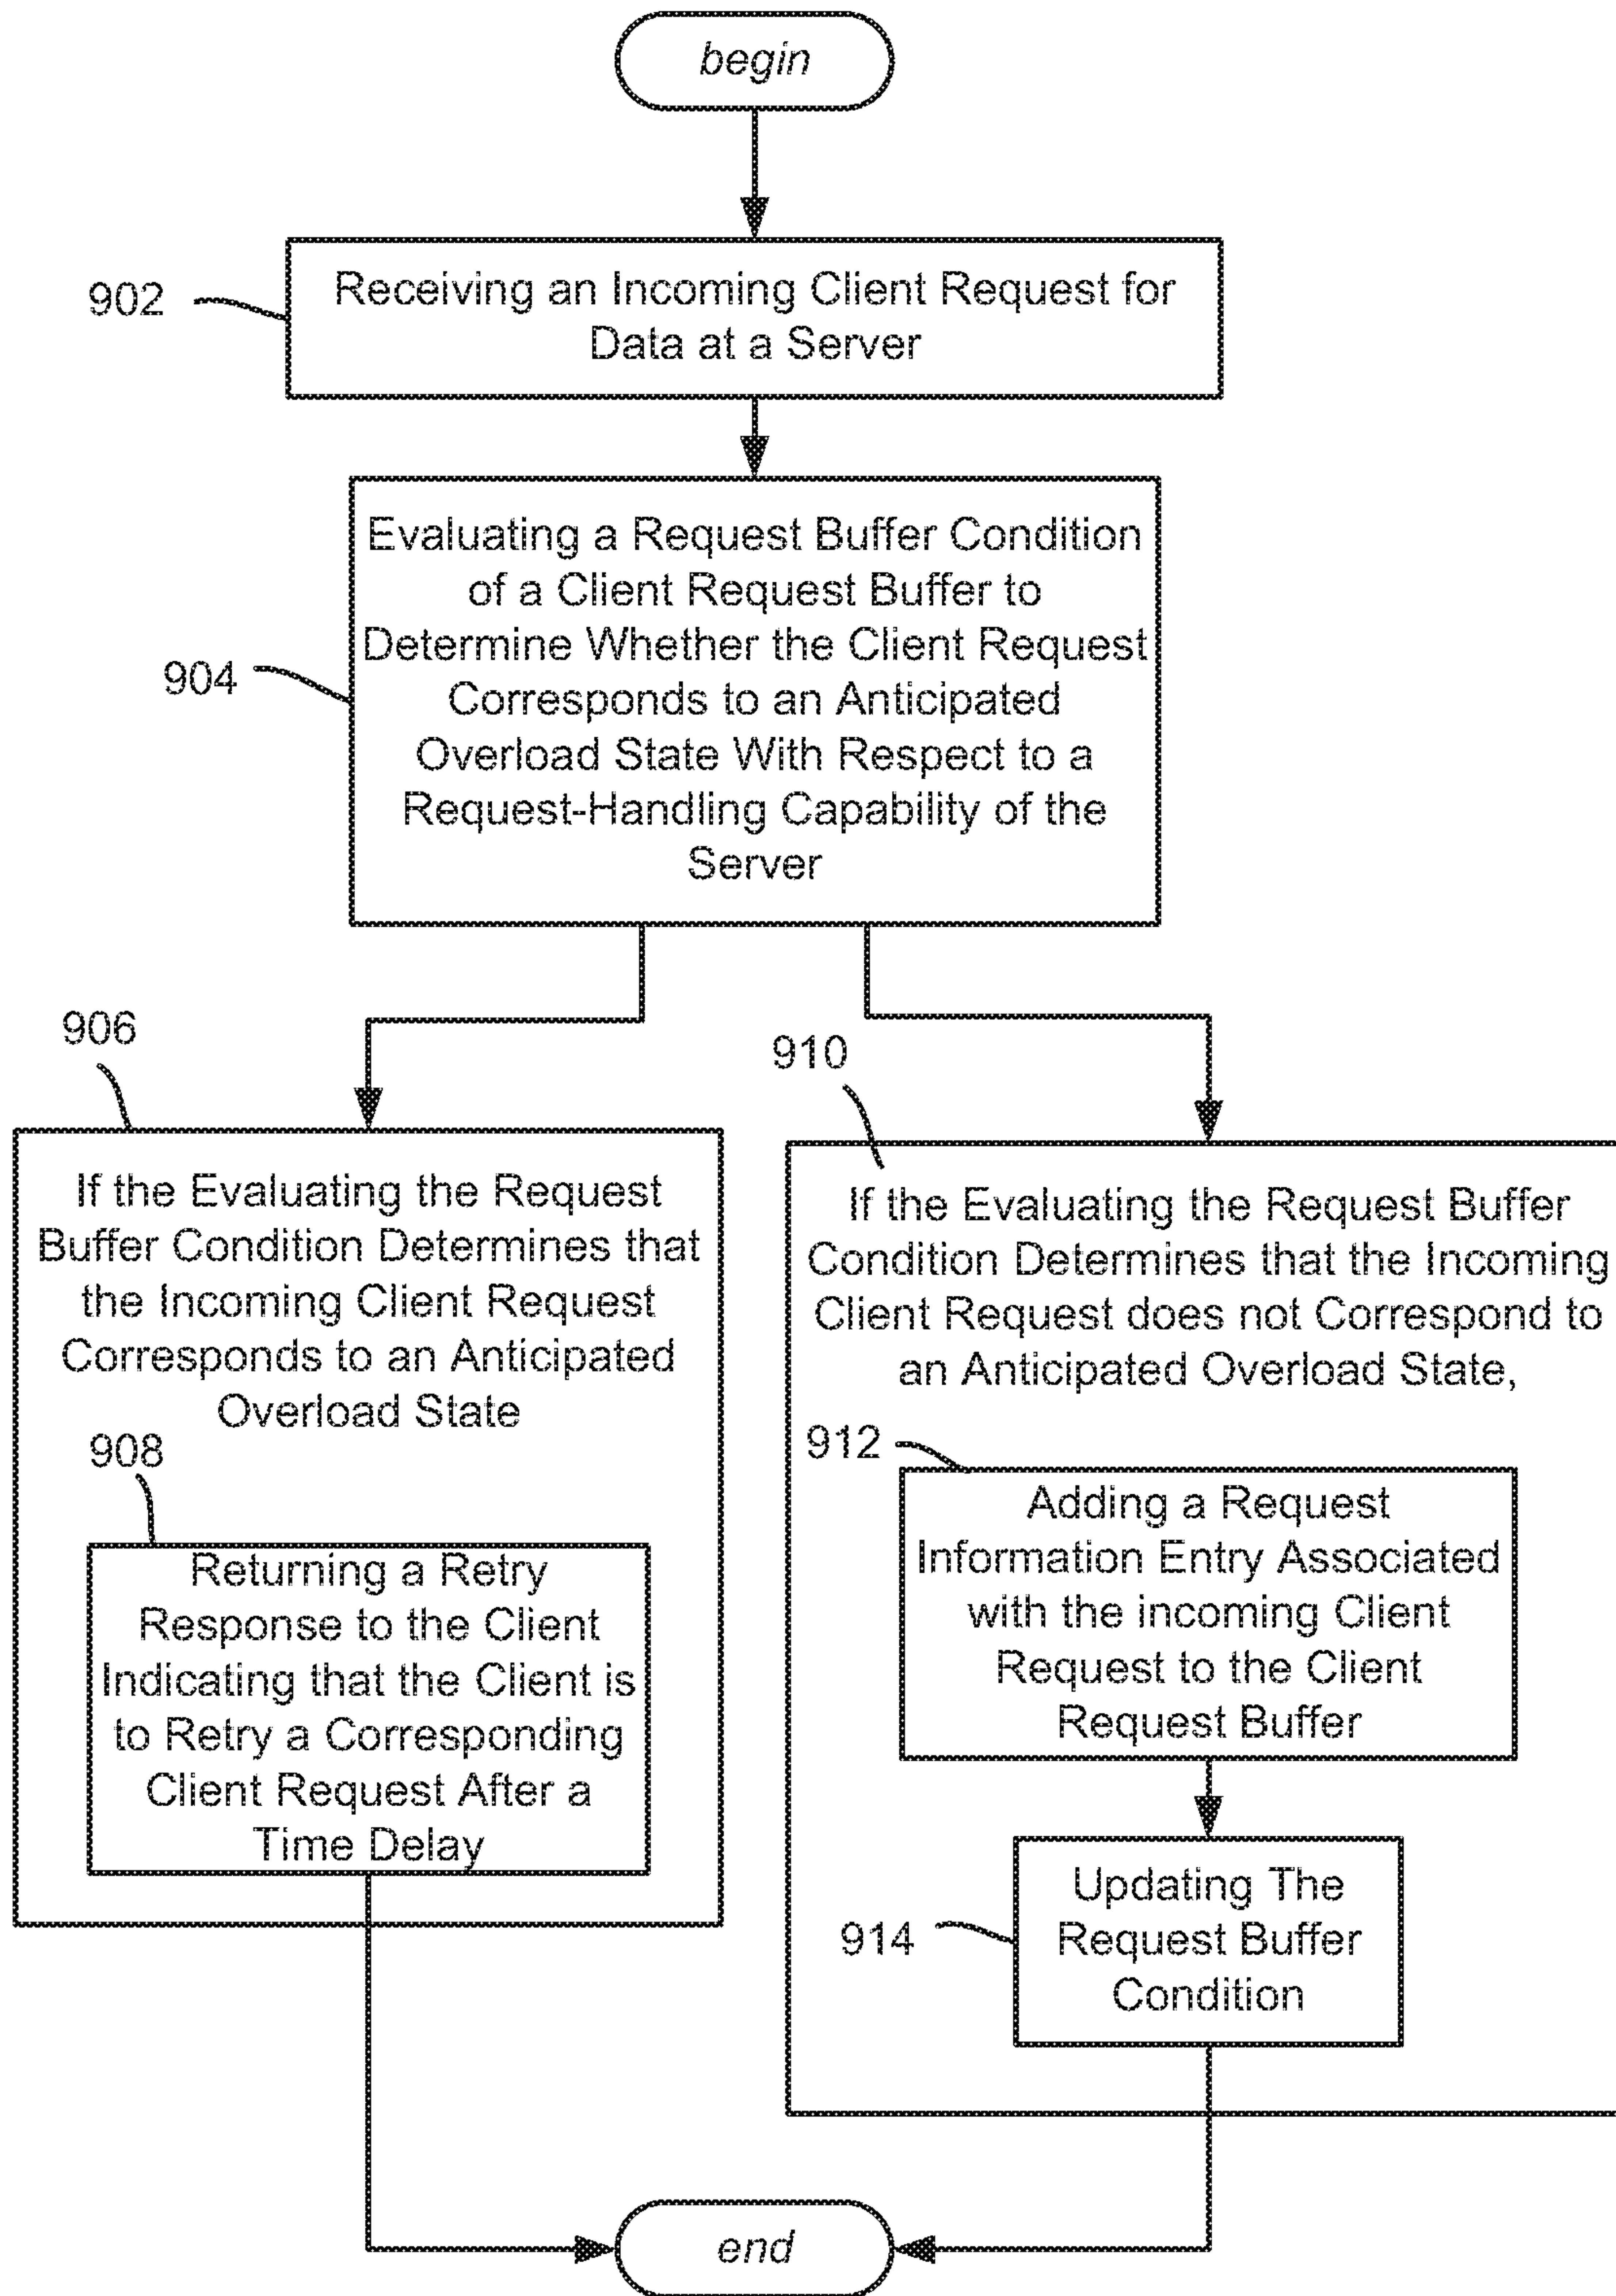 begin
902
Receiving an Incoming Client Request for
Data at a Server
904
Evaluating a Request Buffer Condition
of a Client Request Buffer to
Determine Whether the Client Request
Corresponds to an Anticipated
Overload State With Respect to a
Request-Handling Capability of the
Server
906
If the Evaluating the Request
Buffer Condition Determines that
the Incoming Client Request
Corresponds to an Anticipated
Overload State
908
Returning a Retry
Response to the Client
Indicating that the Client is
to Retry a Corresponding
Client Request After a
Time Delay
910
If the Evaluating the Request Buffer
Condition Determines that the Incoming
Client Request does not Correspond to
an Anticipated Overload State,
912
Adding a Request
Information Entry Associated
with the incoming Client
Request to the Client
Request Buffer
914
Updating The
Request Buffer
Condition
end